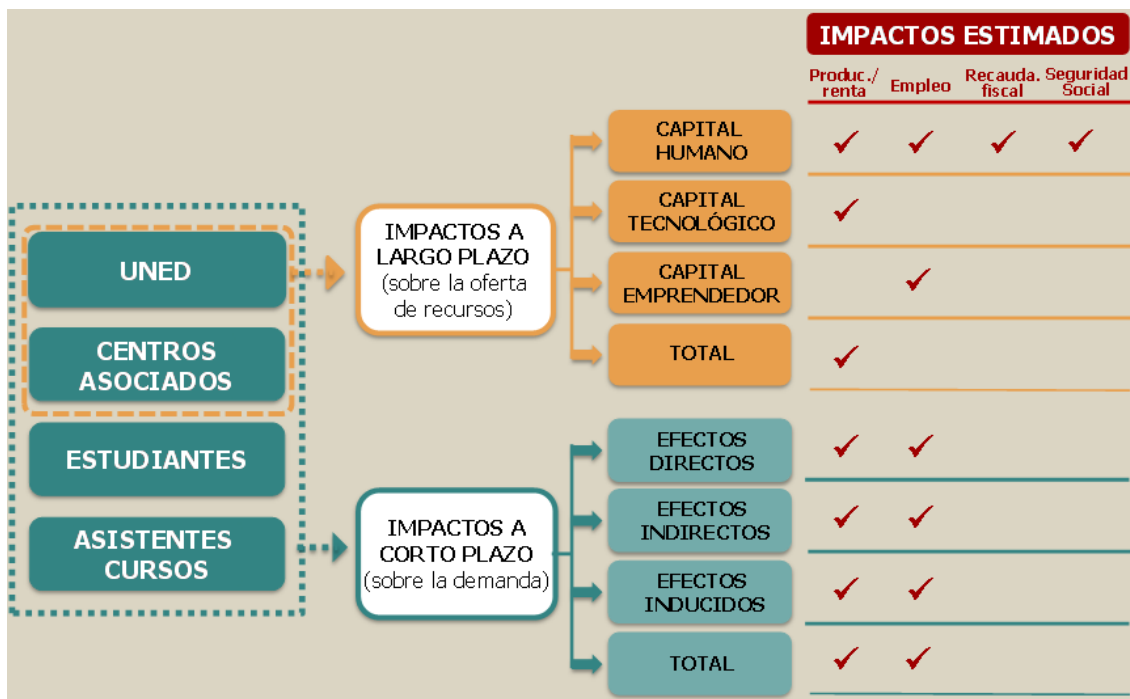 IMPACTOS ESTIMADOS
Produc./
renta
Empleo
Recauda.
fiscal
Seguridad
Social
UNED
CENTROS
ASOCIADOS
ESTUDIANTES
ASISTENTES
CURSOS
IMPACTOS A
LARGO PLAZO
(sobre la oferta
de recursos)
CAPITAL
HUMANO
CAPITAL
TECNOLÓGICO
CAPITAL
EMPRENDEDOR
TOTAL
IMPACTOS A
CORTO PLAZO
(sobre la demanda)
EFECTOS
DIRECTOS
EFECTOS
INDIRECTOS
EFECTOS
INDUCIDOS
TOTAL